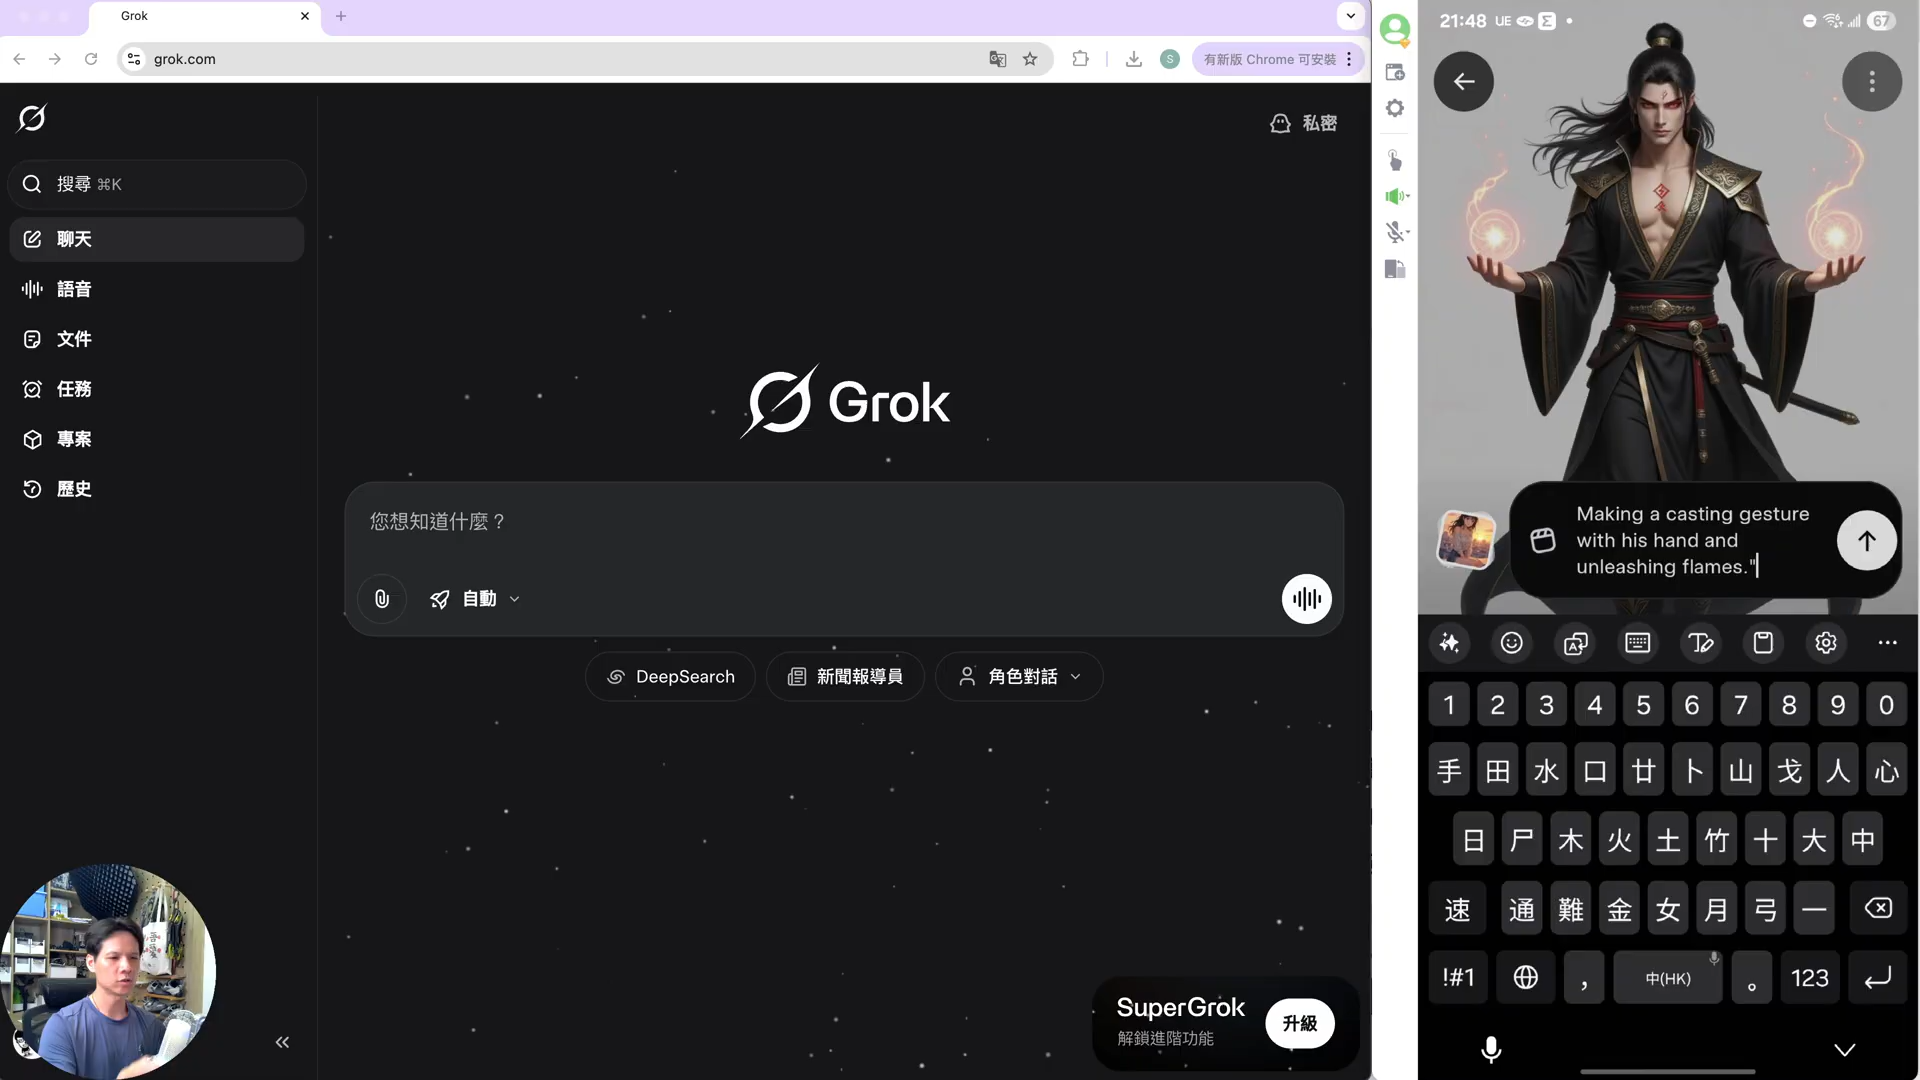 Grok
grok.com
有新版 Chrome 可安裝
S
私密
搜尋 ⌘K
聊天
語音
文件
任務
專案
歷史
Grok
您想知道什麼？
自動
DeepSearch
新聞報導員
角色對話
SuperGrok
解鎖進階功能
升級
21:48 UE
67
Making a casting gesture
with his hand and
unleashing flames."
1 2 3 4 5 6 7 8 9 0
手 田 水 口 廿 卜 山 戈 人 心
日 尸 木 火 土 竹 十 大 中
速 通 難 金 女 月 弓 一
!#1 , 中(HK) 。 123